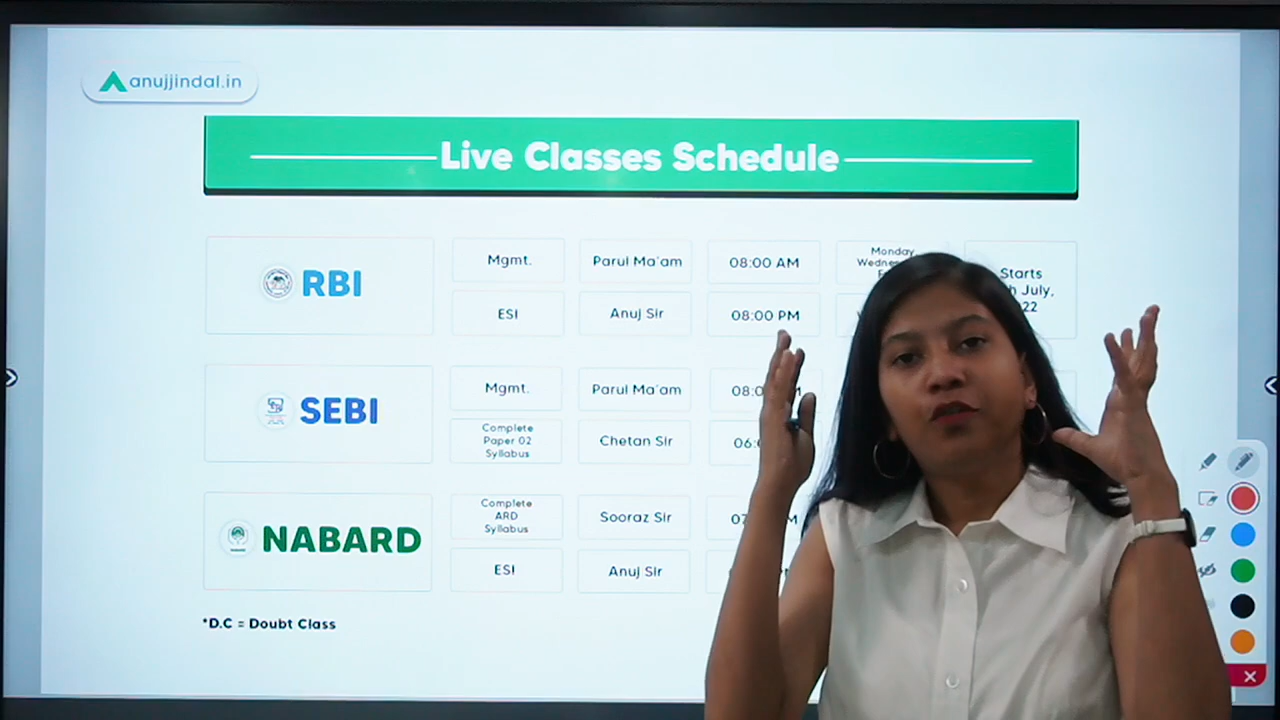 anujjindal.in
Live Classes Schedule
RBI
Mgmt.
Parul Ma'am
08:00 AM
Monday
Starts
July,
ESI
Anuj Sir
08:00 PM
SEBI
Mgmt.
Parul Ma'am
Complete
Paper 02
Syllabus
Chetan Sir
NABARD
Complete
ARD
Syllabus
Sooraz Sir
ESI
Anuj Sir
*D.C = Doubt Class